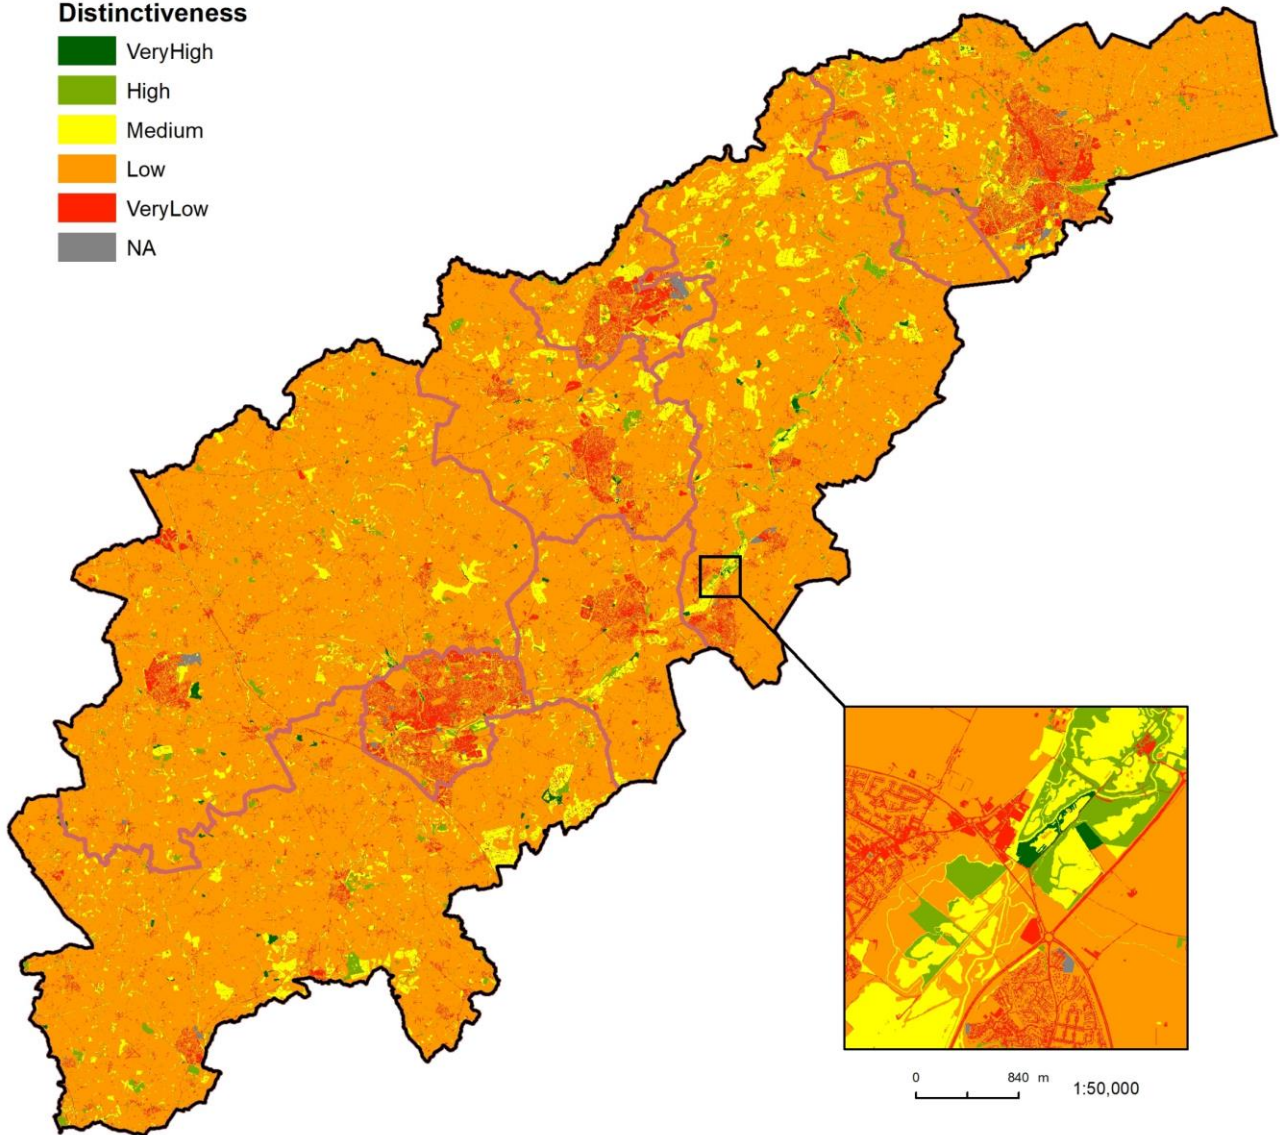 Distinctiveness
VeryHigh
High
Medium
Low
VeryLow
NA
0 840 m
1:50,000